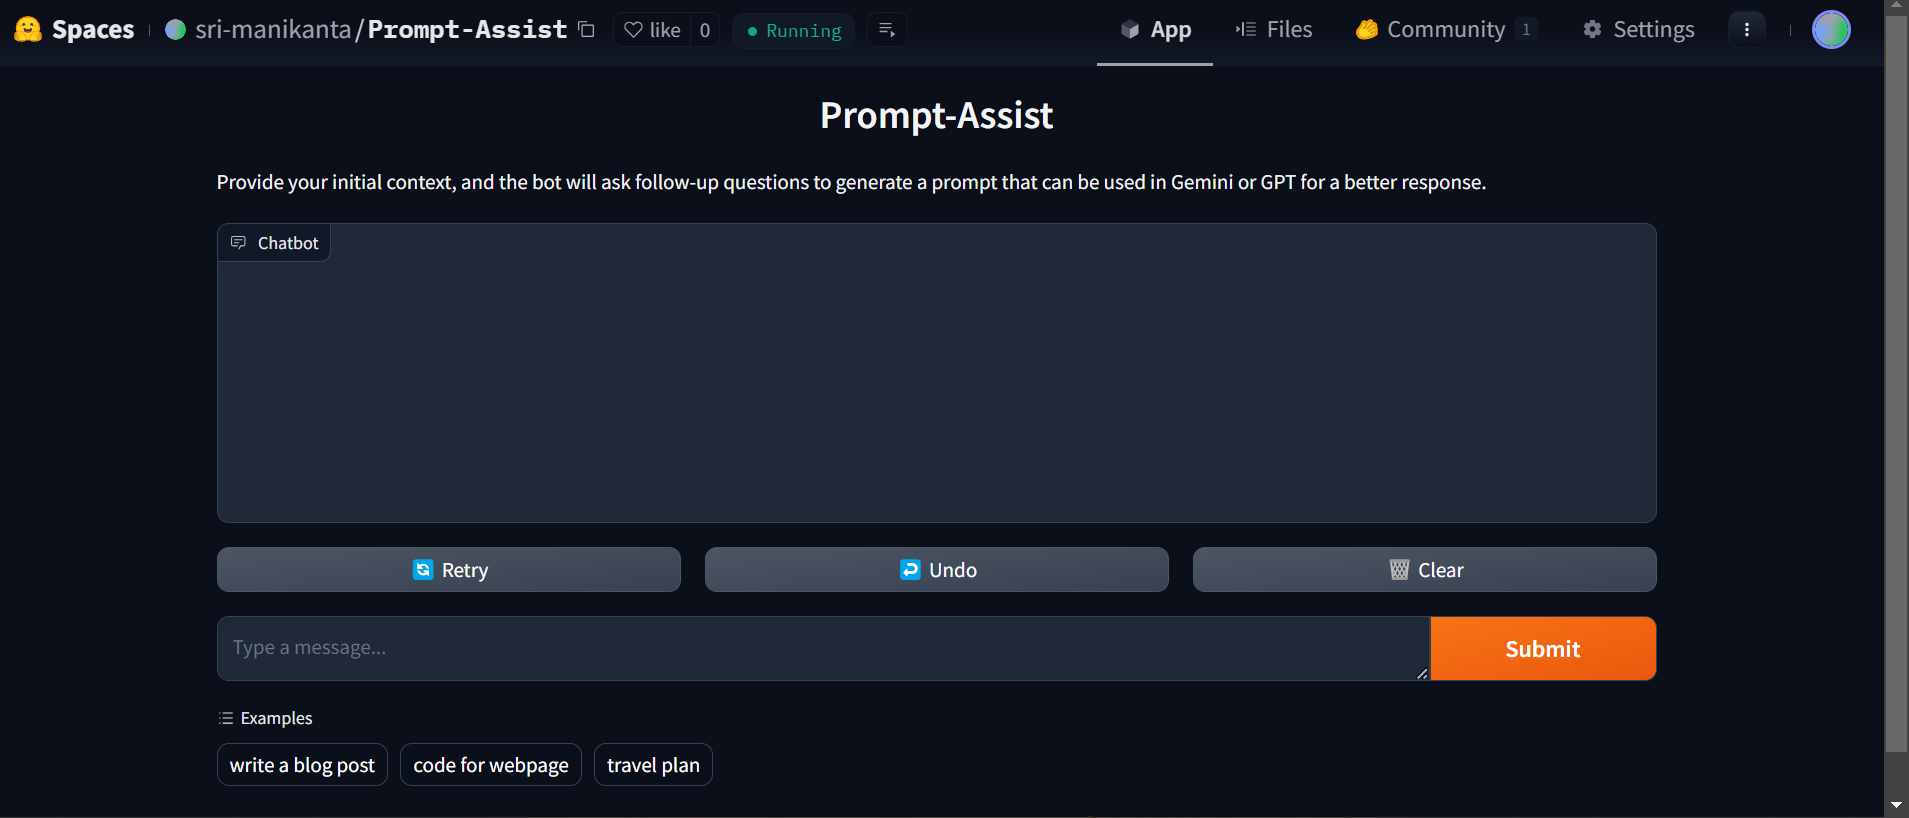 Spaces sri-manikanta/Prompt-Assist like 0 Running App Files Community 1 Settings
Prompt-Assist
Provide your initial context, and the bot will ask follow-up questions to generate a prompt that can be used in Gemini or GPT for a better response.
Chatbot
Retry Undo Clear
Type a message... Submit
Examples
write a blog post code for webpage travel plan